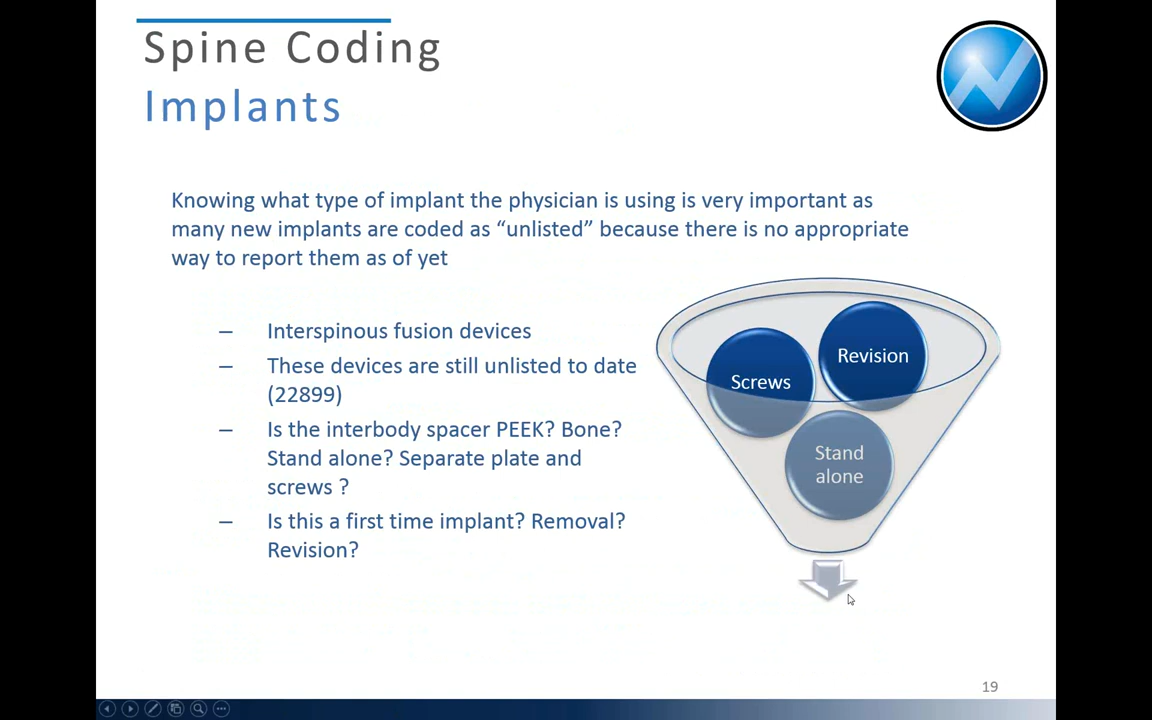 Spine Coding
Implants
Knowing what type of implant the physician is using is very important as
many new implants are coded as “unlisted” because there is no appropriate
way to report them as of yet
– Interspinous fusion devices
– These devices are still unlisted to date
(22899)
– Is the interbody spacer PEEK? Bone?
Stand alone? Separate plate and
screws ?
– Is this a first time implant? Removal?
Revision?
Revision
Screws
Stand
alone
19